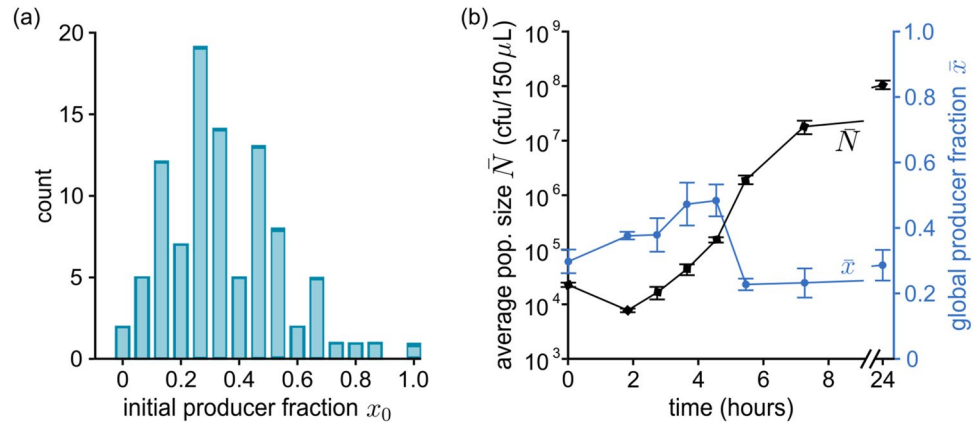 (a)
20
15
10
5
0
count
0 0.2 0.4 0.6 0.8 1.0
initial producer fraction x₀
(b)
10⁹
10⁸
10⁷
10⁶
10⁵
10⁴
10³
average pop. size N̄ (cfu/150 μL)
N̄
x̄
0 2 4 6 8 24
time (hours)
1.0
0.8
0.6
0.4
0.2
0
global producer fraction x̄